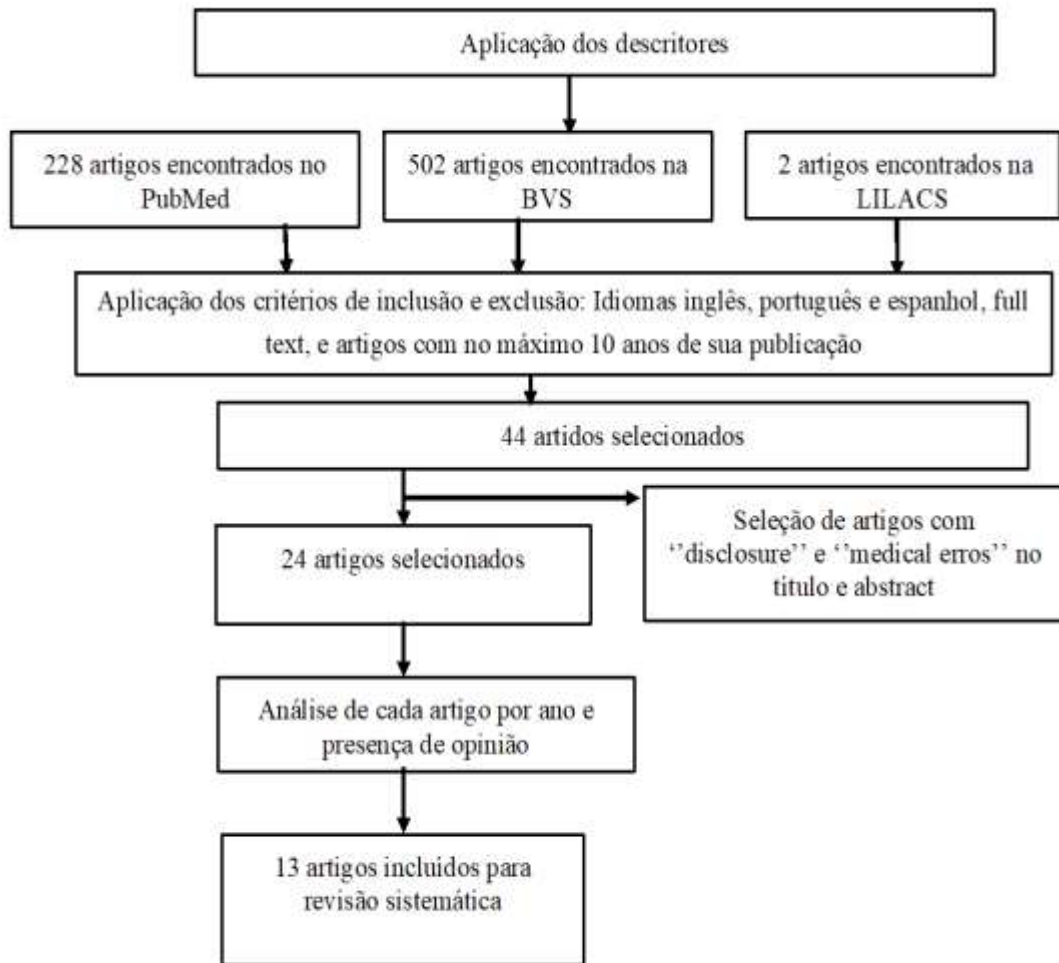 Aplicação dos descritores
228 artigos encontrados no
PubMed
502 artigos encontrados na
BVS
2 artigos encontrados na
LILACS
Aplicação dos critérios de inclusão e exclusão: Idiomas inglês, português e espanhol, full
text, e artigos com no máximo 10 anos de sua publicação
44 artidos selecionados
24 artigos selecionados
Seleção de artigos com
‘’disclosure’’ e ‘’medical erros’’ no
titulo e abstract
Análise de cada artigo por ano e
presença de opinião
13 artigos incluídos para
revisão sistemática